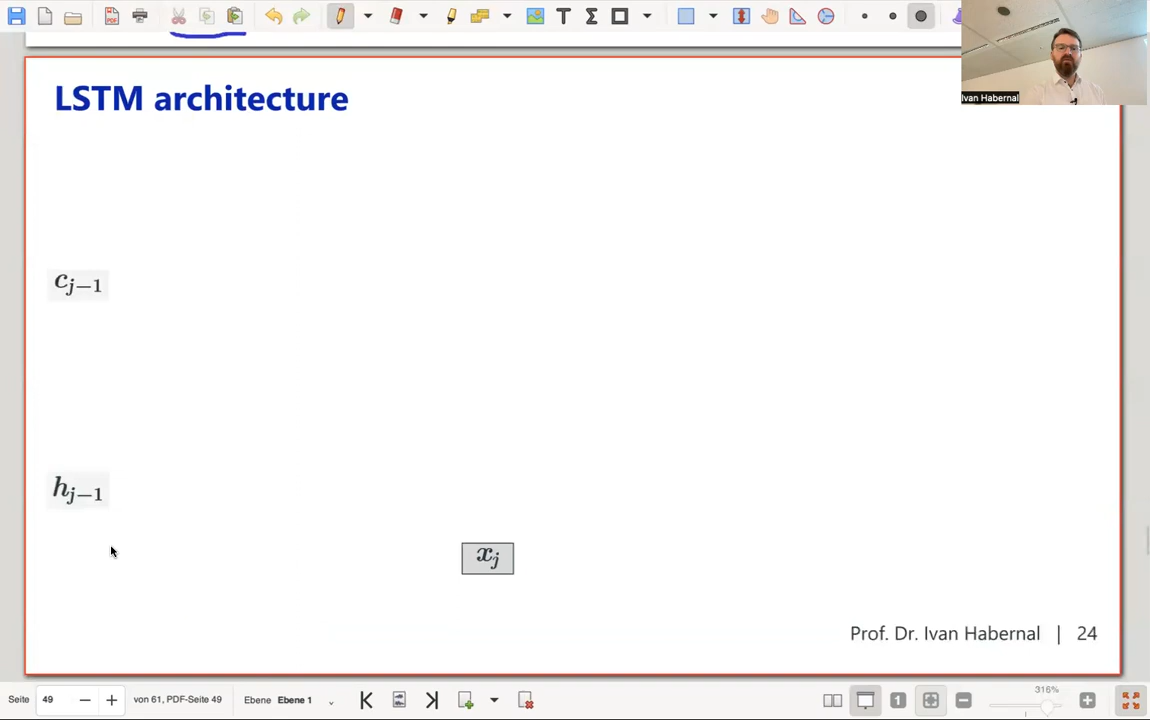 Ivan Habernal
LSTM architecture
c_{j−1}
h_{j−1}
x_j
Prof. Dr. Ivan Habernal | 24
Seite 49 von 61, PDF-Seite 49 Ebene Ebene 1 316%